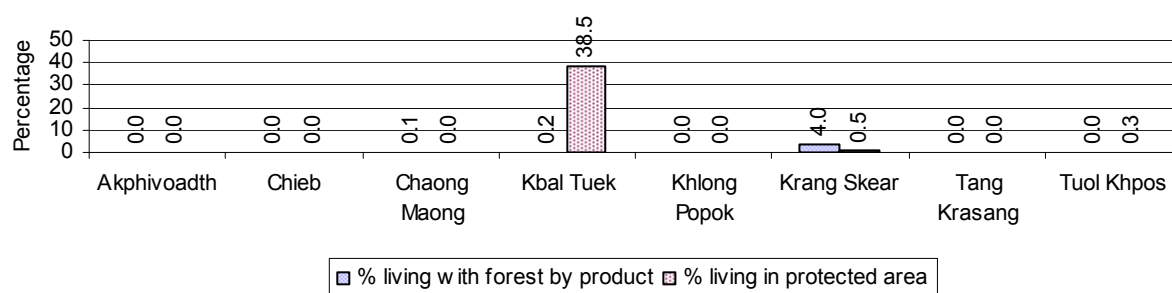 Percentage
50
40
30
20
10
0
0.0 0.0 0.0 0.0 0.1 0.0 0.2 38.5 0.0 0.0 4.0 0.5 0.0 0.0 0.0 0.3
Akphivoadth Chieb Chaong Maong Kbal Tuek Khlong Popok Krang Skear Tang Krasang Tuol Khpos
% living with forest by product % living in protected area